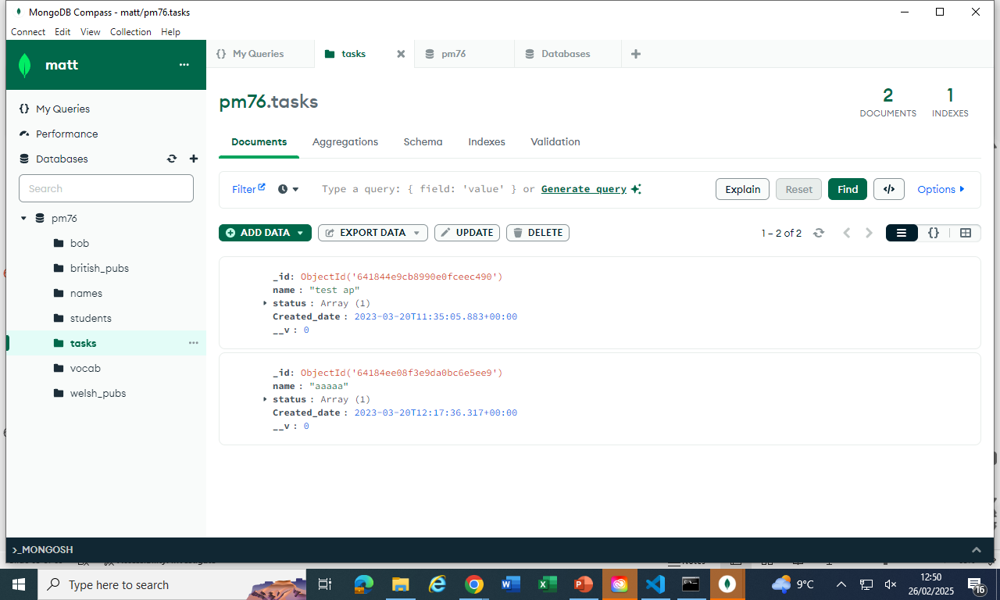 MongoDB Compass - matt/pm76.tasks
Connect Edit View Collection Help
matt
My Queries
tasks
pm76
Databases
My Queries
Performance
Databases
Search
pm76
bob
british_pubs
names
students
tasks
vocab
welsh_pubs
pm76.tasks
2
DOCUMENTS
1
INDEXES
Documents Aggregations Schema Indexes Validation
Filter Type a query: { field: 'value' } or Generate query Explain Reset Find </> Options
ADD DATA EXPORT DATA UPDATE DELETE 1 – 2 of 2 {}
_id: ObjectId('641844e9cb8990e0fceec490')
name : "test ap"
status : Array (1)
Created_date : 2023-03-20T11:35:05.883+00:00
__v : 0
_id: ObjectId('64184ee08f3e9da0bc6e5ee9')
name : "aaaaa"
status : Array (1)
Created_date : 2023-03-20T12:17:36.317+00:00
__v : 0
>_MONGOSH
Type here to search
9°C
12:50
26/02/2025
16